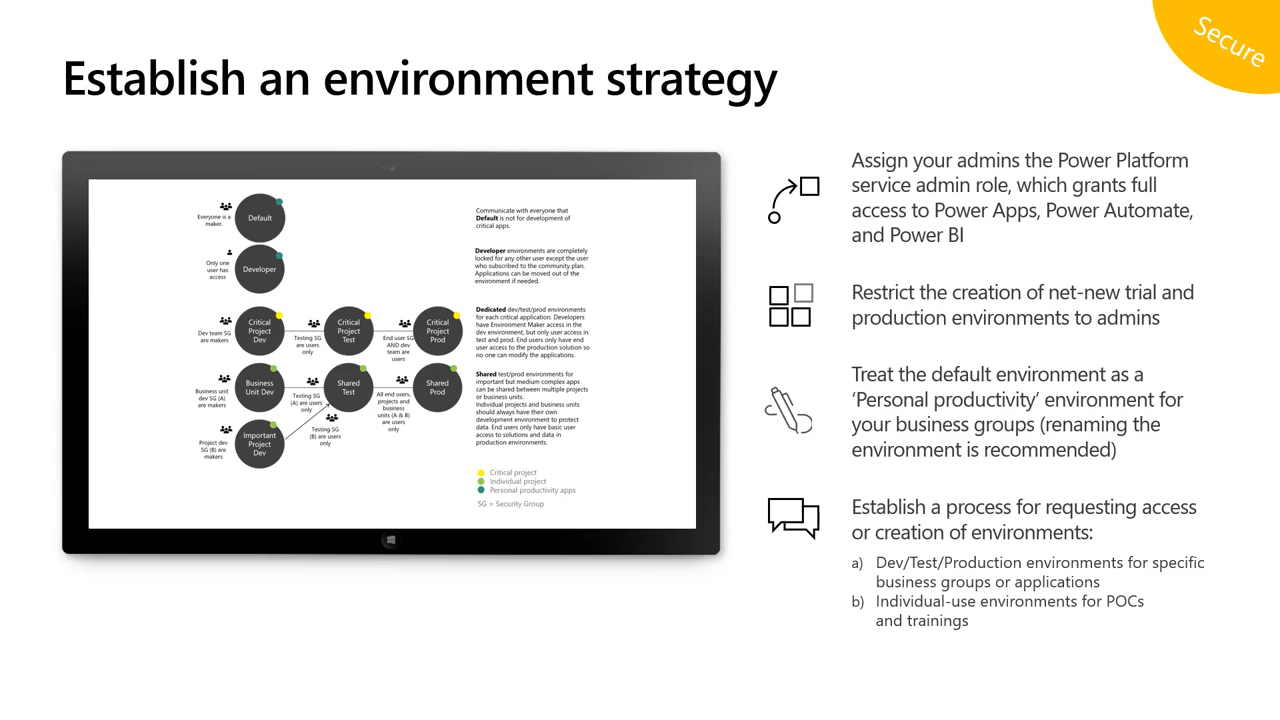 Secure
Establish an environment strategy
Everyone is a
maker.
Default
Communicate with everyone that
Default is not for development of
critical apps.
Only one
user has
access
Developer
Developer environments are completely
locked for any other user except the user
who subscribed to the community plan.
Applications can be moved out of the
environment if needed.
Dev team SG
are makers
Critical
Project
Dev
Testing SG
are users
only
Critical
Project
Test
End user SG
AND dev
team are
users
Critical
Project
Prod
Dedicated dev/test/prod environments
for each critical application. Developers
have Environment Maker access in the
dev environment, but only user access in
test and prod. End users only have end
user access to the production solution so
no one can modify the applications.
Business unit
dev SG (A)
are makers
Business
Unit Dev
Testing SG
(A) are users
only
Shared
Test
All end users,
projects and
business
units (A & B)
are users
only
Shared
Prod
Shared test/prod environments for
important but medium complex apps
can be shared between multiple projects
or business units.
Individual projects and business units
should always have their own
development environment to protect
data. End users only have basic user
access to solutions and data in
production environments.
Project dev
SG (B) are
makers
Important
Project
Dev
Testing SG
(B) are users
only
Critical project
Individual project
Personal productivity apps
SG = Security Group
Assign your admins the Power Platform
service admin role, which grants full
access to Power Apps, Power Automate,
and Power BI
Restrict the creation of net-new trial and
production environments to admins
Treat the default environment as a
‘Personal productivity’ environment for
your business groups (renaming the
environment is recommended)
Establish a process for requesting access
or creation of environments:
a) Dev/Test/Production environments for specific
business groups or applications
b) Individual-use environments for POCs
and trainings